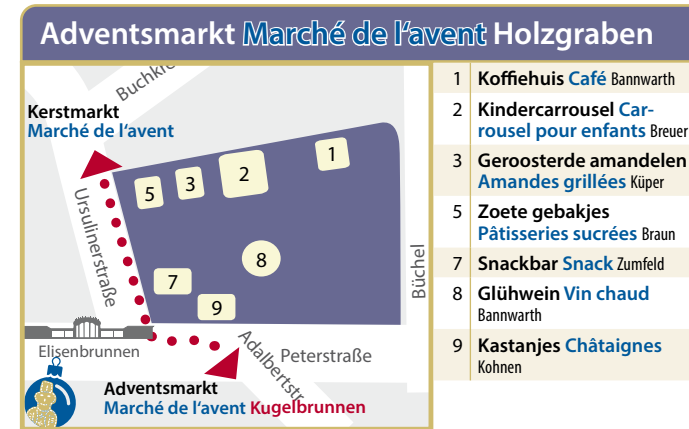 Adventsmarkt Marché de l'avent Holzgraben
Kerstmarkt
Marché de l'avent
Ursulinerstraße
5
3
2
1
8
7
9
Büchel
Elisenbrunnen
Adalbertstr.
Peterstraße
Adventsmarkt
Marché de l'avent Kugelbrunnen
1 Koffiehuis Café Bannwarth
2 Kindercarrousel Car-
rousel pour enfants Breuer
3 Geroosterde amandelen
Amandes grillées Küper
5 Zoete gebakjes
Pâtisseries sucrées Braun
7 Snackbar Snack Zumfeld
8 Glühwein Vin chaud
Bannwarth
9 Kastanjes Châtaignes
Kohnen